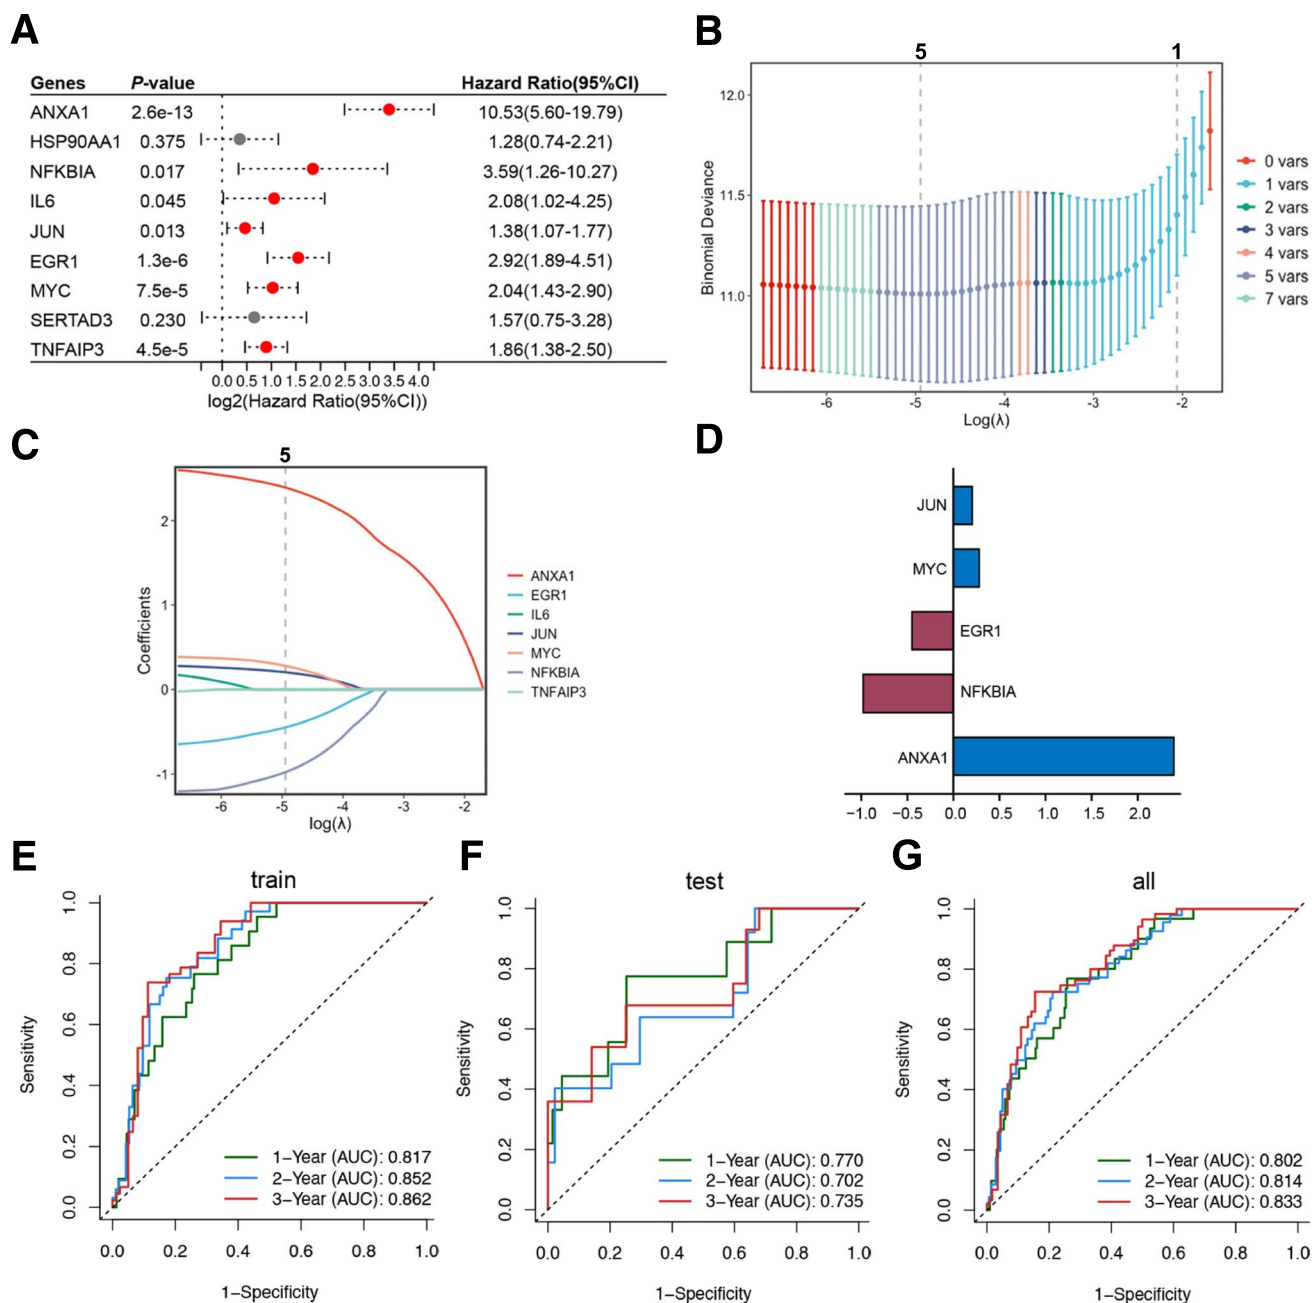 A
Genes P-value Hazard Ratio(95%CI)
ANXA1 2.6e-13 10.53(5.60-19.79)
HSP90AA1 0.375 1.28(0.74-2.21)
NFKBIA 0.017 3.59(1.26-10.27)
IL6 0.045 2.08(1.02-4.25)
JUN 0.013 1.38(1.07-1.77)
EGR1 1.3e-6 2.92(1.89-4.51)
MYC 7.5e-5 2.04(1.43-2.90)
SERTAD3 0.230 1.57(0.75-3.28)
TNFAIP3 4.5e-5 1.86(1.38-2.50)
0.0 0.5 1.0 1.5 2.0 2.5 3.0 3.5 4.0
log2(Hazard Ratio(95%CI))
B
5 1
Binomial Deviance
12.0
11.5
11.0
-6 -5 -4 -3 -2
Log(λ)
0 vars
1 vars
2 vars
3 vars
4 vars
5 vars
7 vars
C
5
Coefficients
2
1
0
-1
-6 -5 -4 -3 -2
log(λ)
ANXA1
EGR1
IL6
JUN
MYC
NFKBIA
TNFAIP3
D
JUN
MYC
EGR1
NFKBIA
ANXA1
−1.0 −0.5 0.0 0.5 1.0 1.5 2.0
E
train
Sensitivity
1.0
0.8
0.6
0.4
0.2
0.0
1−Year (AUC): 0.817
2−Year (AUC): 0.852
3−Year (AUC): 0.862
0.0 0.2 0.4 0.6 0.8 1.0
1−Specificity
F
test
Sensitivity
1.0
0.8
0.6
0.4
0.2
0.0
1−Year (AUC): 0.770
2−Year (AUC): 0.702
3−Year (AUC): 0.735
0.0 0.2 0.4 0.6 0.8 1.0
1−Specificity
G
all
Sensitivity
1.0
0.8
0.6
0.4
0.2
0.0
1−Year (AUC): 0.802
2−Year (AUC): 0.814
3−Year (AUC): 0.833
0.0 0.2 0.4 0.6 0.8 1.0
1−Specificity